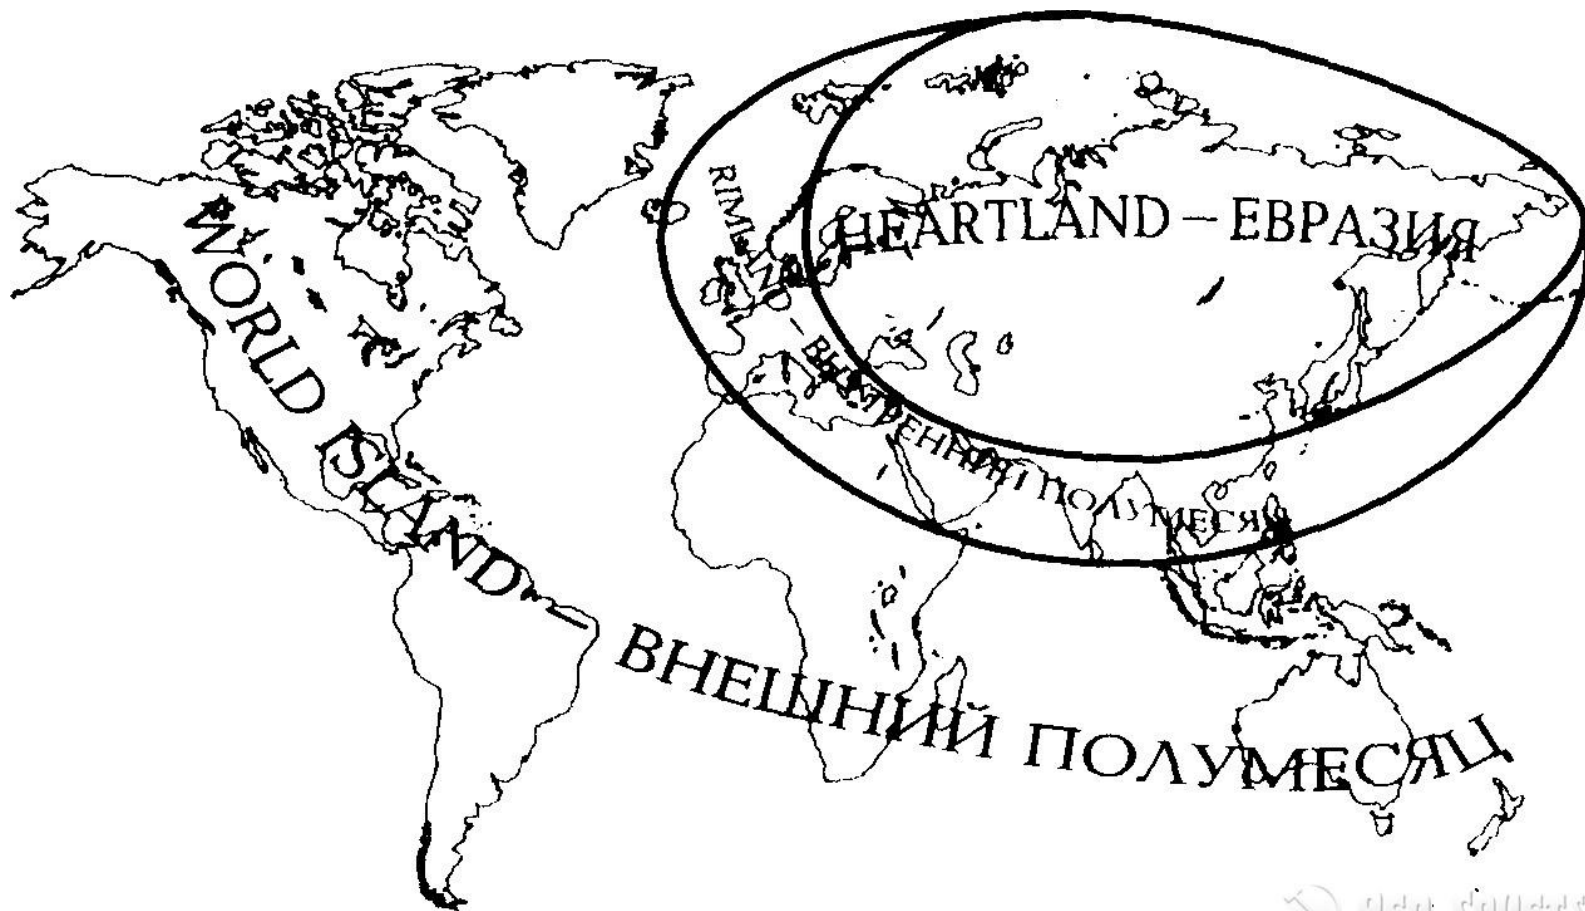 HEARTLAND – ЕВРАЗИЯ
RIMLAND – ВНУТРЕННИЙ ПОЛУМЕСЯЦ
WORLD ISLAND – ВНЕШНИЙ ПОЛУМЕСЯЦ